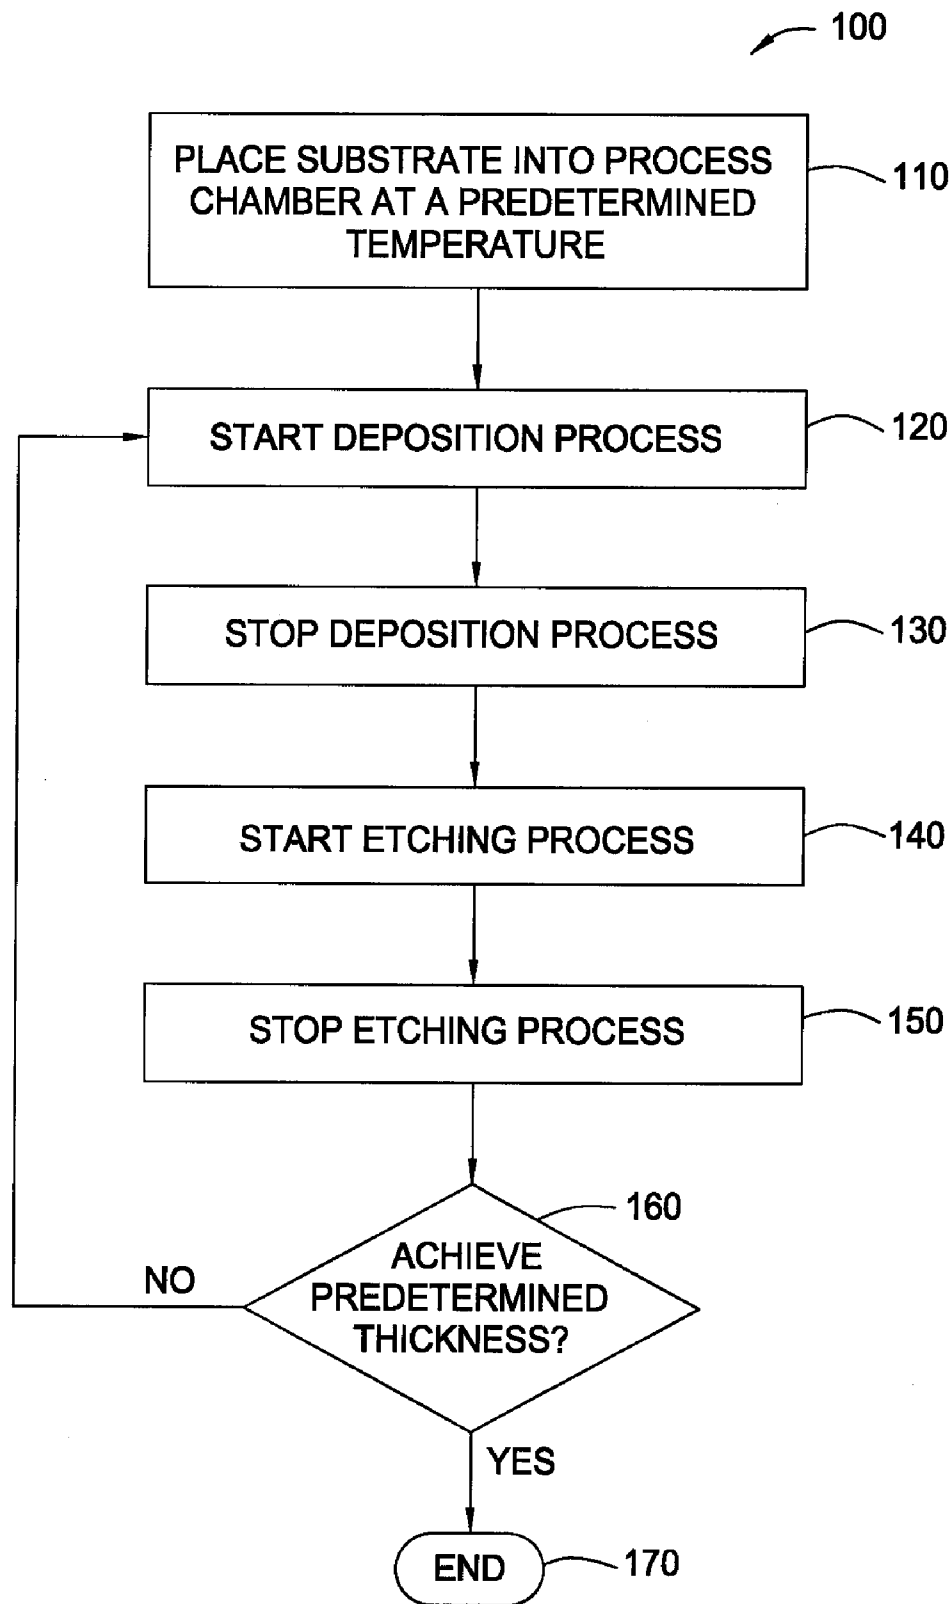 100
PLACE SUBSTRATE INTO PROCESS
CHAMBER AT A PREDETERMINED
TEMPERATURE
110
START DEPOSITION PROCESS
120
STOP DEPOSITION PROCESS
130
START ETCHING PROCESS
140
STOP ETCHING PROCESS
150
160
ACHIEVE
PREDETERMINED
THICKNESS?
NO
YES
END
170